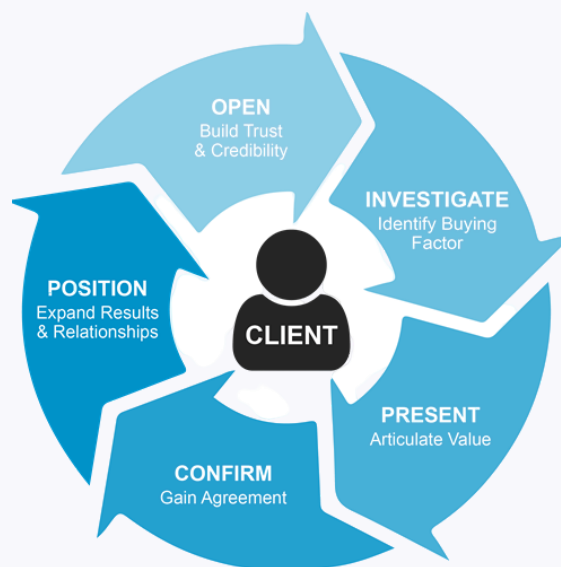 OPEN
Build Trust
& Credibility
INVESTIGATE
Identify Buying
Factor
PRESENT
Articulate Value
CONFIRM
Gain Agreement
POSITION
Expand Results
& Relationships
CLIENT